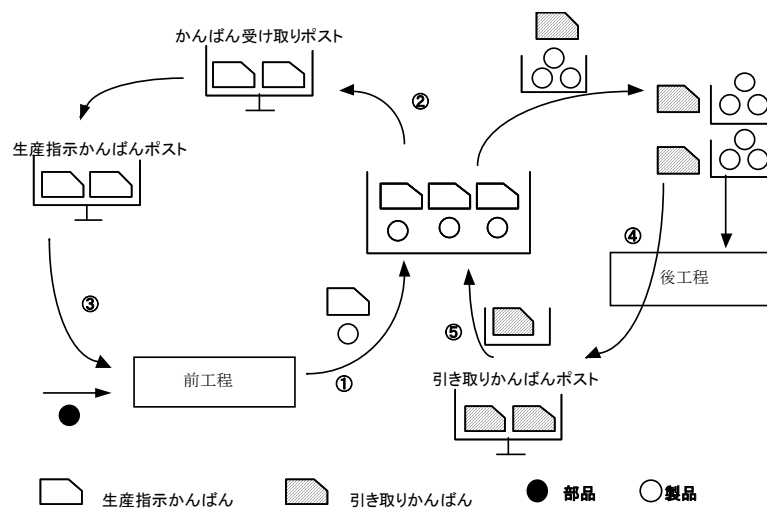 かんばん受け取りポスト
②
生産指示かんばんポスト
④
後工程
③
⑤
前工程
①
引き取りかんばんポスト
生産指示かんばん
引き取りかんばん
部品
製品